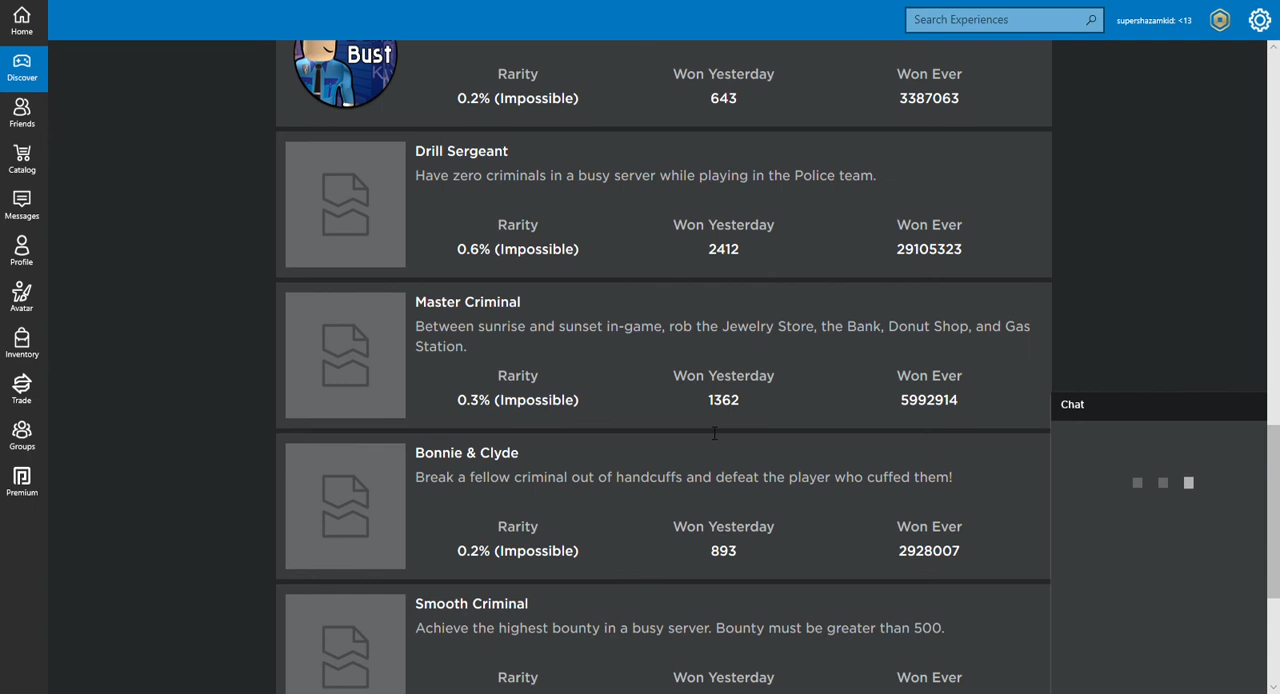 Home
Discover
Friends
Catalog
Messages
Profile
Avatar
Inventory
Trade
Groups
Premium
Search Experiences
supershazamkid: <13
Bust
Rarity Won Yesterday Won Ever
0.2% (Impossible) 643 3387063
Drill Sergeant
Have zero criminals in a busy server while playing in the Police team.
Rarity Won Yesterday Won Ever
0.6% (Impossible) 2412 29105323
Master Criminal
Between sunrise and sunset in-game, rob the Jewelry Store, the Bank, Donut Shop, and Gas
Station.
Rarity Won Yesterday Won Ever
0.3% (Impossible) 1362 5992914
Bonnie & Clyde
Break a fellow criminal out of handcuffs and defeat the player who cuffed them!
Rarity Won Yesterday Won Ever
0.2% (Impossible) 893 2928007
Smooth Criminal
Achieve the highest bounty in a busy server. Bounty must be greater than 500.
Rarity Won Yesterday Won Ever
Chat